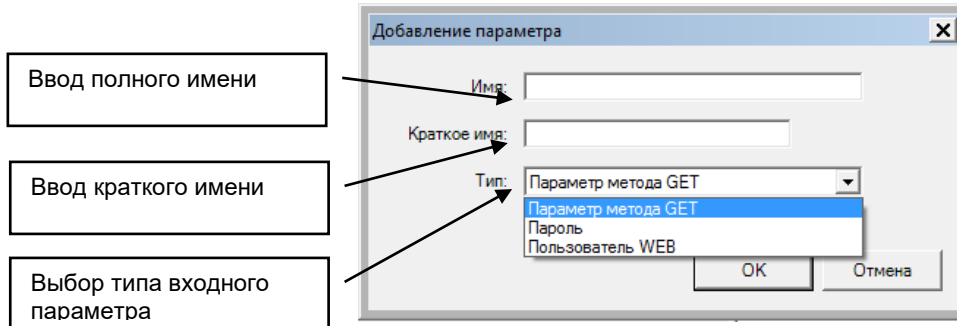 Добавление параметра
Ввод полного имени
Имя:
Краткое имя:
Ввод краткого имени
Тип: Параметр метода GET
Параметр метода GET
Пароль
Пользователь WEB
OK Отмена
Выбор типа входного
параметра